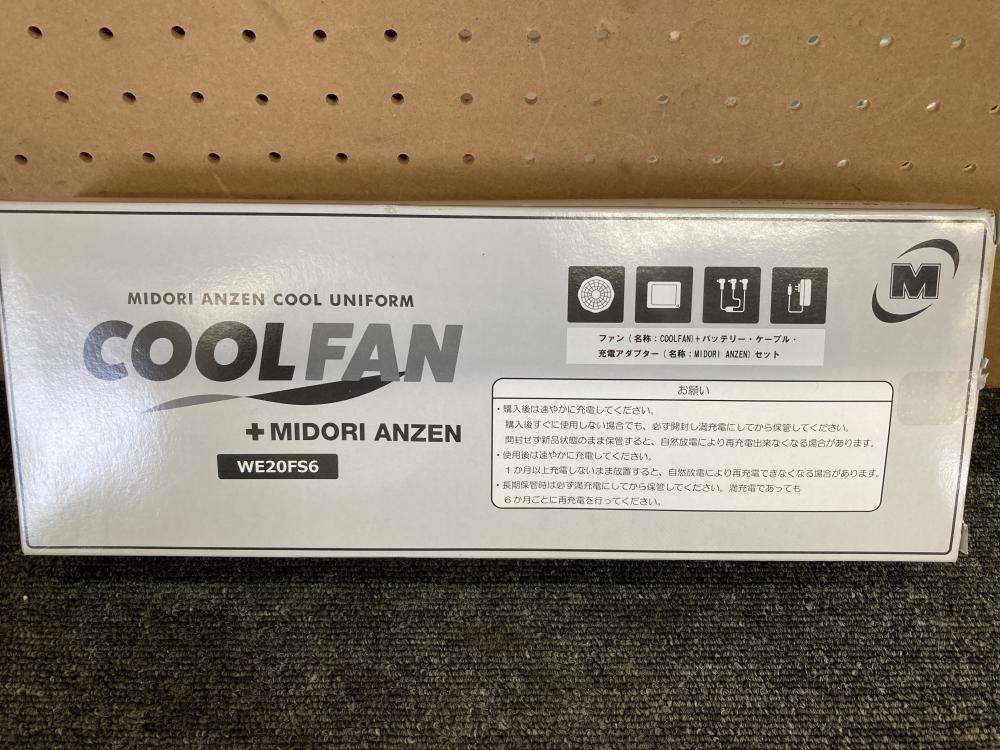 MIDORI ANZEN COOL UNIFORM
COOLFAN
+MIDORI ANZEN
WE20FS6
M
ファン(名称:COOLFAN)+バッテリー・ケーブル・
充電アダプター(名称:MIDORI ANZEN)セット
お願い
・購入後は速やかに充電してください。
購入後すぐに使用しない場合でも、必ず開封し満充電にしてから保管してください。
開封せず新品状態のまま保管すると、自然放電により再充電出来なくなる場合があります。
・使用後は速やかに充電してください。
1か月以上充電しないまま放置すると、自然放電により再充電できなくなる場合があります。
・長期保管時は必ず満充電にしてから保管してください。満充電であっても
6か月ごとに再充電を行ってください。